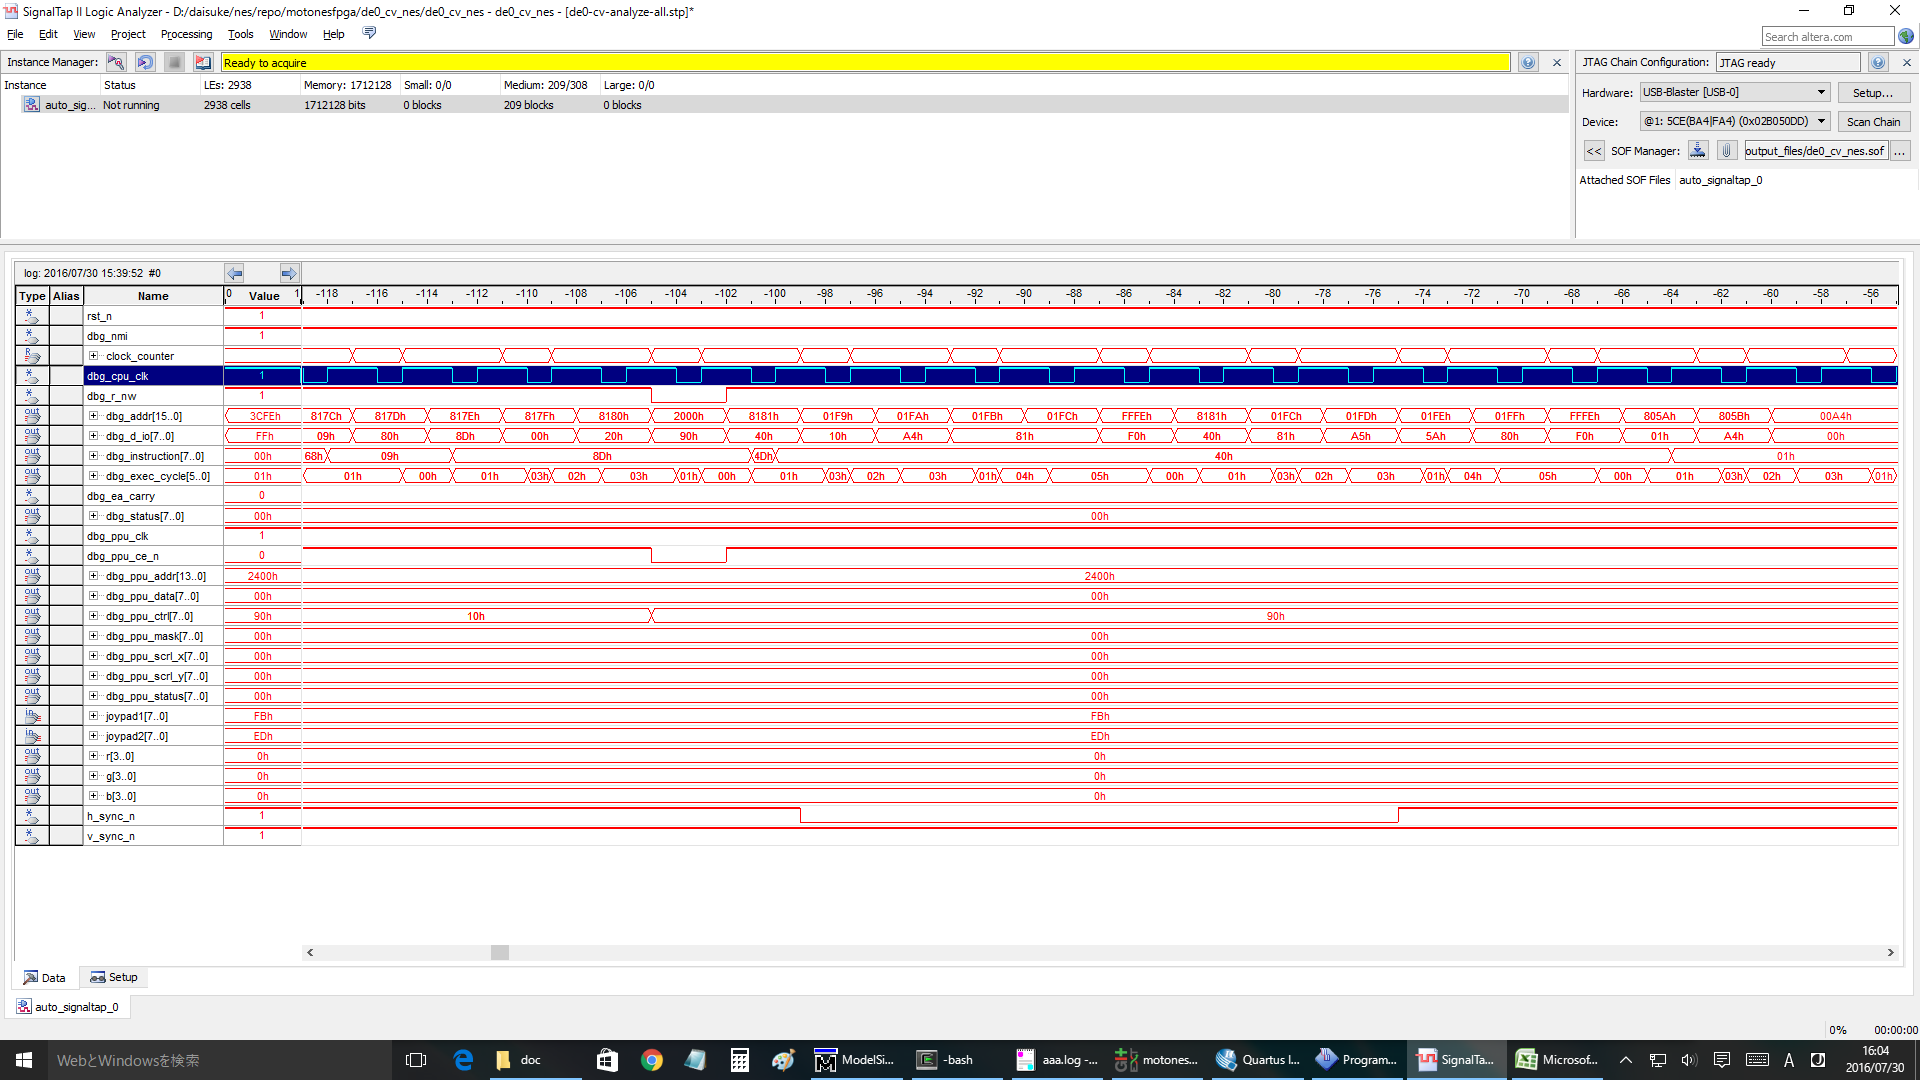 SignalTap II Logic Analyzer - D:/daisuke/nes/repo/motonesfpga/de0_cv_nes/de0_cv_nes - de0_cv_nes - [de0-cv-analyze-all.stp]*
File Edit View Project Processing Tools Window Help
Search altera.com
Instance Manager: Ready to acquire
JTAG Chain Configuration: JTAG ready
Instance Status LEs: 2938 Memory: 1712128 Small: 0/0 Medium: 209/308 Large: 0/0
auto_sig... Not running 2938 cells 1712128 bits 0 blocks 209 blocks 0 blocks
Hardware: USB-Blaster [USB-0] Setup...
Device: @1: 5CE(BA4|FA4) (0x02B050DD) Scan Chain
<< SOF Manager: output_files/de0_cv_nes.sof ...
Attached SOF Files auto_signaltap_0
log: 2016/07/30 15:39:52 #0
Type Alias Name 0 Value 1 -118 -116 -114 -112 -110 -108 -106 -104 -102 -100 -98 -96 -94 -92 -90 -88 -86 -84 -82 -80 -78 -76 -74 -72 -70 -68 -66 -64 -62 -60 -58 -56
rst_n 1
dbg_nmi 1
clock_counter
dbg_cpu_clk 1
dbg_r_nw 1
dbg_addr[15..0] 3CFEh 817Ch 817Dh 817Eh 817Fh 8180h 2000h 8181h 01F9h 01FAh 01FBh 01FCh FFFEh 8181h 01FCh 01FDh 01FEh 01FFh FFFEh 805Ah 805Bh 00A4h
dbg_d_io[7..0] FFh 09h 80h 8Dh 00h 20h 90h 40h 10h A4h 81h F0h 40h 81h A5h 5Ah 80h F0h 01h A4h 00h
dbg_instruction[7..0] 00h 68h 09h 8Dh 4Dh 40h 01h
dbg_exec_cycle[5..0] 01h 01h 00h 01h 03h 02h 03h 01h 00h 01h 03h 02h 03h 01h 04h 05h 00h 01h 03h 02h 03h 01h 04h 05h 00h 01h 03h 02h 03h 01h
dbg_ea_carry 0
dbg_status[7..0] 00h 00h
dbg_ppu_clk 1
dbg_ppu_ce_n 0
dbg_ppu_addr[13..0] 2400h 2400h
dbg_ppu_data[7..0] 00h 00h
dbg_ppu_ctrl[7..0] 90h 10h 90h
dbg_ppu_mask[7..0] 00h 00h
dbg_ppu_scrl_x[7..0] 00h 00h
dbg_ppu_scrl_y[7..0] 00h 00h
dbg_ppu_status[7..0] 00h 00h
joypad1[7..0] FBh FBh
joypad2[7..0] EDh EDh
r[3..0] 0h 0h
g[3..0] 0h 0h
b[3..0] 0h 0h
h_sync_n 1
v_sync_n 1
Data Setup
auto_signaltap_0
0% 00:00:00
WebとWindowsを検索 doc ModelSi... -bash aaa.log -... motones... Quartus I... Program... SignalTa... Microsof... A 16:04
2016/07/30